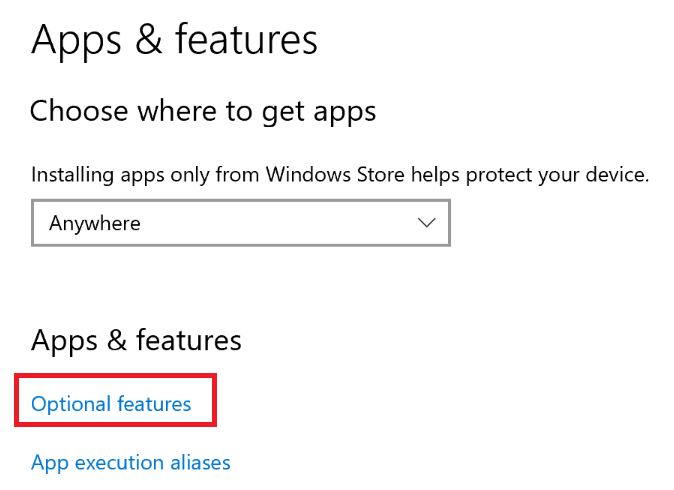 Apps & features
Choose where to get apps
Installing apps only from Windows Store helps protect your device.
Anywhere
Apps & features
Optional features
App execution aliases